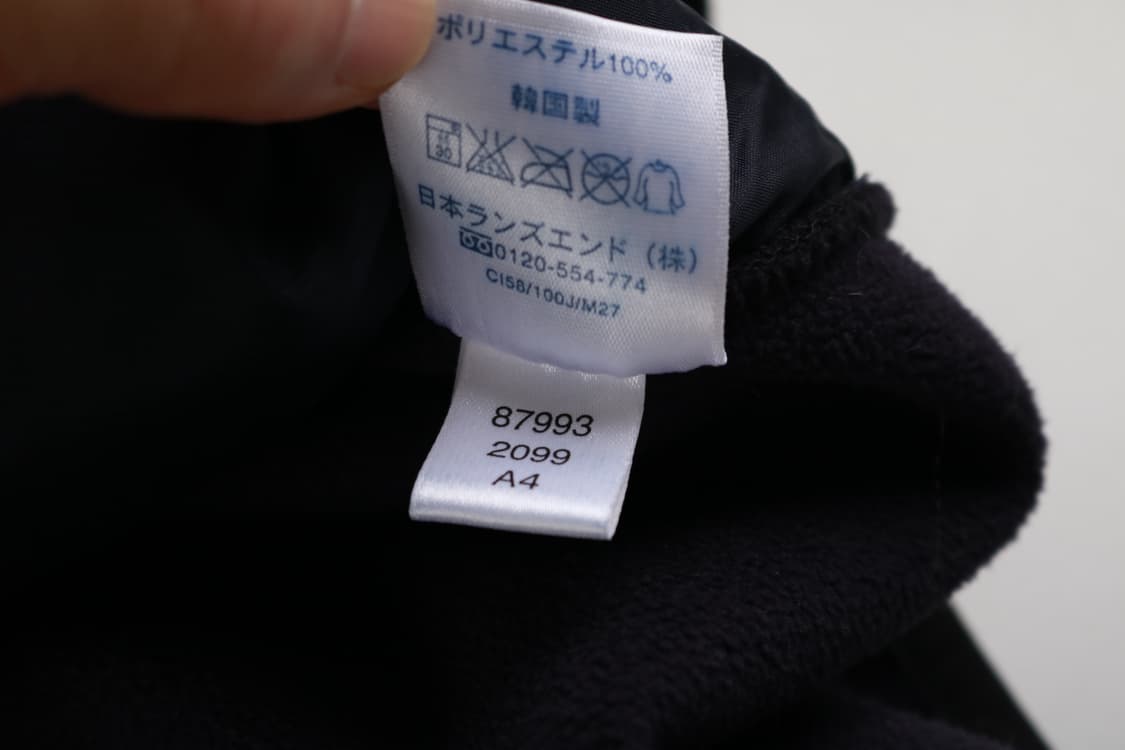 ポリエステル100%
韓国製
日本ランズエンド（株）
0120-554-774
CI58/100J/M27
87993
2099
A4